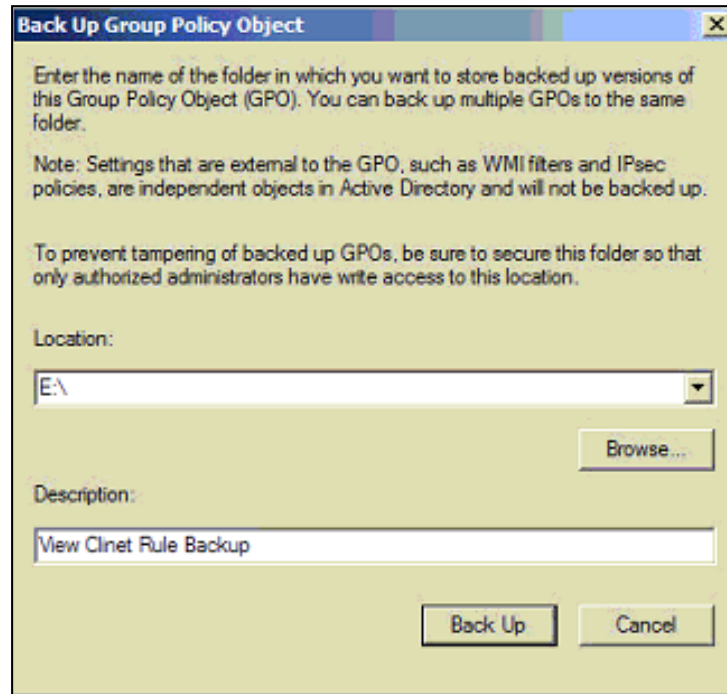 Back Up Group Policy Object
Enter the name of the folder in which you want to store backed up versions of
this Group Policy Object (GPO). You can back up multiple GPOs to the same
folder.
Note: Settings that are external to the GPO, such as WMI filters and IPsec
policies, are independent objects in Active Directory and will not be backed up.
To prevent tampering of backed up GPOs, be sure to secure this folder so that
only authorized administrators have write access to this location.
Location:
E:\
Browse...
Description:
View Clinet Rule Backup
Back Up
Cancel